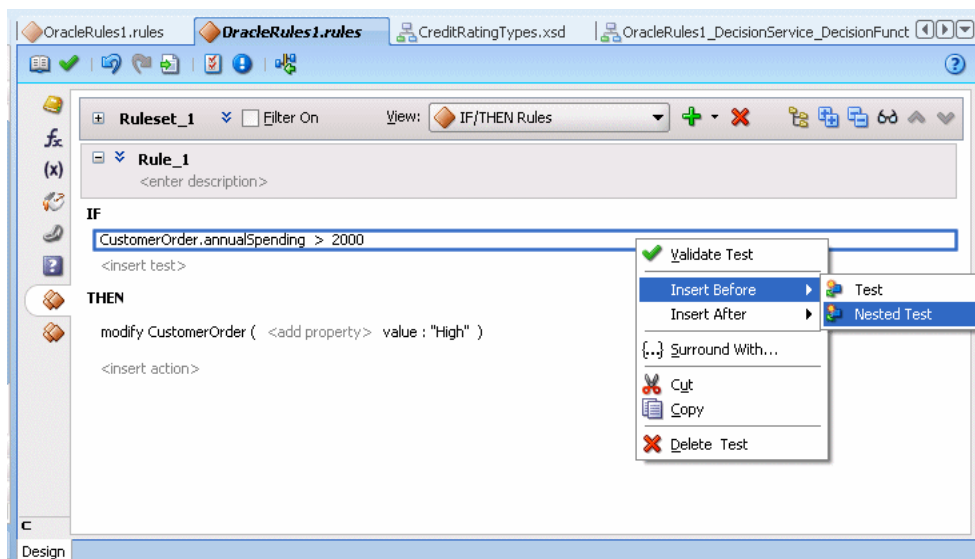 OracleRules1.rules OracleRules1.rules CreditRatingTypes.xsd OracleRules1_DecisionService_DecisionFunct
Ruleset_1 Filter On View: IF/THEN Rules
fx
Rule_1
(x) <enter description>
IF
CustomerOrder.annualSpending > 2000
<insert test>
THEN
modify CustomerOrder ( <add property> value : "High" )
<insert action>
Validate Test
Insert Before Test
Insert After Nested Test
{...} Surround With...
Cut
Copy
Delete Test
Design